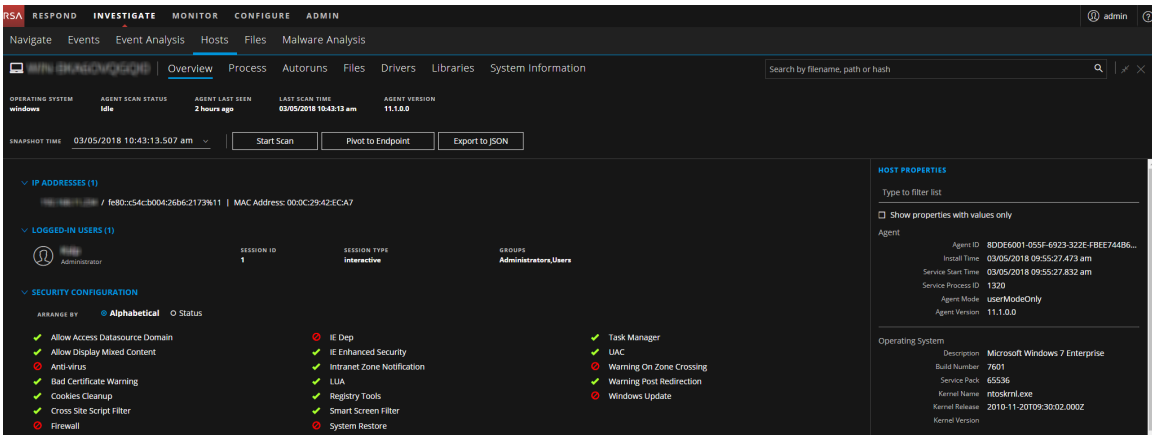 RSA RESPOND INVESTIGATE MONITOR CONFIGURE ADMIN admin
Navigate Events Event Analysis Hosts Files Malware Analysis
Overview Process Autoruns Files Drivers Libraries System Information Search by filename, path or hash
OPERATING SYSTEM AGENT SCAN STATUS AGENT LAST SEEN LAST SCAN TIME AGENT VERSION
windows Idle 2 hours ago 03/05/2018 10:43:13 am 11.1.0.0
SNAPSHOT TIME 03/05/2018 10:43:13.507 am Start Scan Pivot to Endpoint Export to JSON
IP ADDRESSES (1)
/ fe80::c54c:b004:26b6:2173%11 | MAC Address: 00:0C:29:42:EC:A7
LOGGED-IN USERS (1)
SESSION ID SESSION TYPE GROUPS
Administrator 1 interactive Administrators,Users
SECURITY CONFIGURATION
ARRANGE BY Alphabetical Status
Allow Access Datasource Domain IE Dep Task Manager
Allow Display Mixed Content IE Enhanced Security UAC
Anti-virus Intranet Zone Notification Warning On Zone Crossing
Bad Certificate Warning LUA Warning Post Redirection
Cookies Cleanup Registry Tools Windows Update
Cross Site Script Filter Smart Screen Filter
Firewall System Restore
HOST PROPERTIES
Type to filter list
Show properties with values only
Agent
Agent ID 8DDE6001-055F-6923-322E-FBEE744B6...
Install Time 03/05/2018 09:55:27.473 am
Service Start Time 03/05/2018 09:55:27.832 am
Service Process ID 1320
Agent Mode userModeOnly
Agent Version 11.1.0.0
Operating System
Description Microsoft Windows 7 Enterprise
Build Number 7601
Service Pack 65536
Kernel Name ntoskrnl.exe
Kernel Release 2010-11-20T09:30:02.000Z
Kernel Version